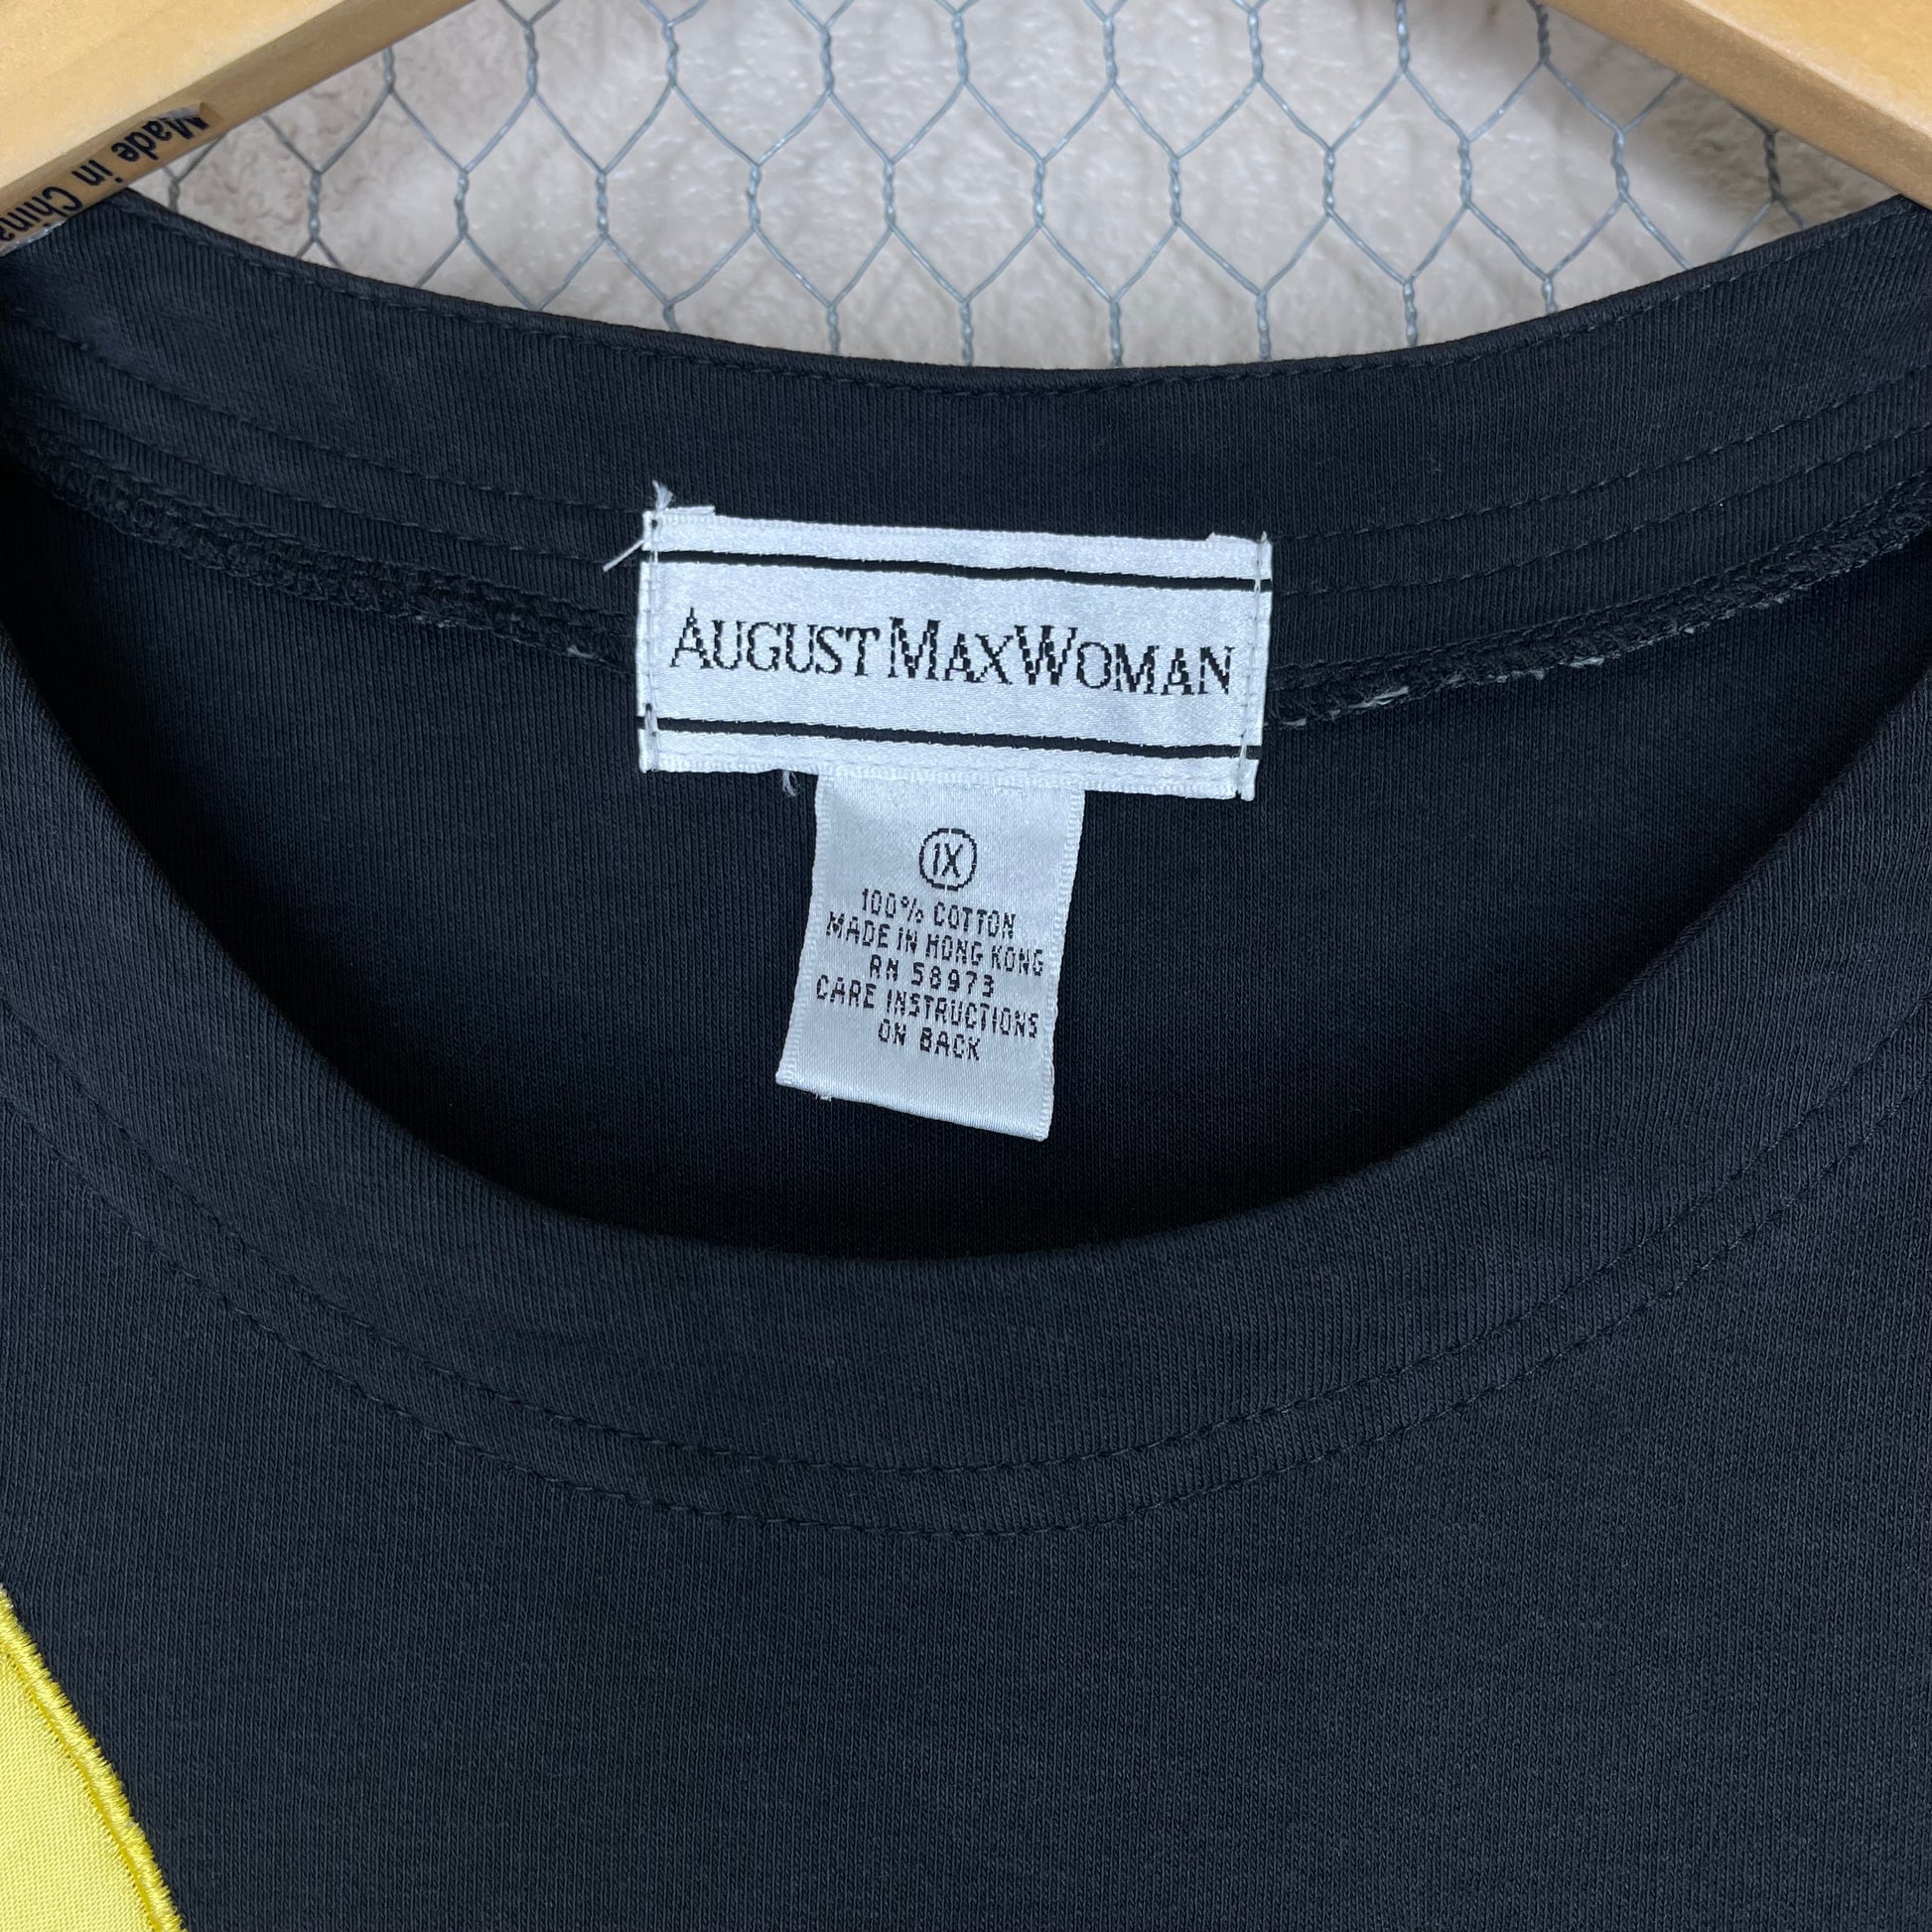 Made in China
AUGUST MAX WOMAN
1X
100% COTTON
MADE IN HONG KONG
RN 58973
CARE INSTRUCTIONS
ON BACK